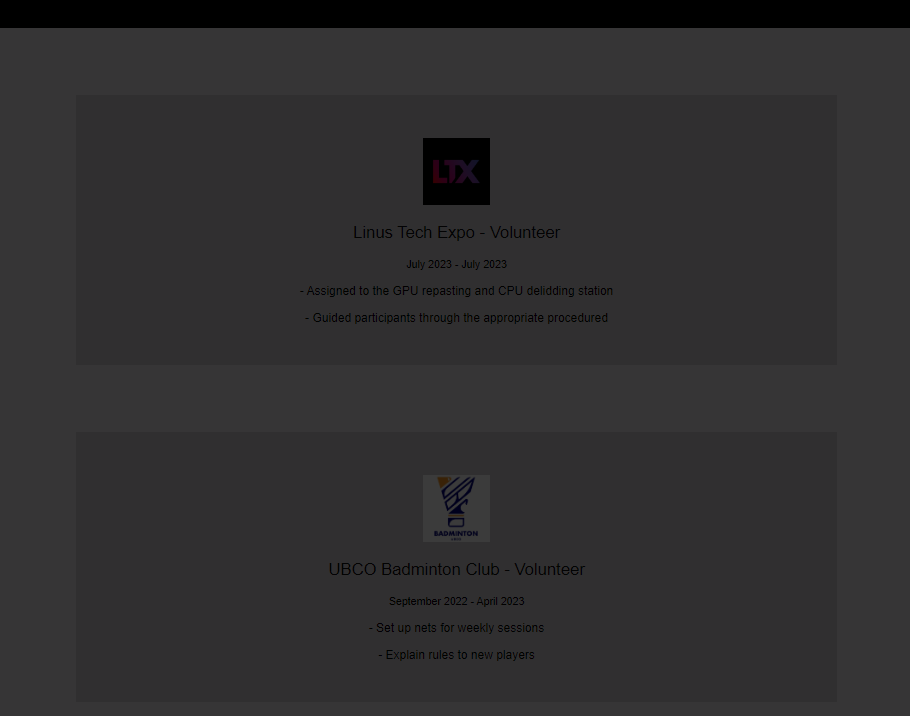 LTX
Linus Tech Expo - Volunteer
July 2023 - July 2023
- Assigned to the GPU repasting and CPU delidding station
- Guided participants through the appropriate procedured
BADMINTON
UBCO Badminton Club - Volunteer
September 2022 - April 2023
- Set up nets for weekly sessions
- Explain rules to new players